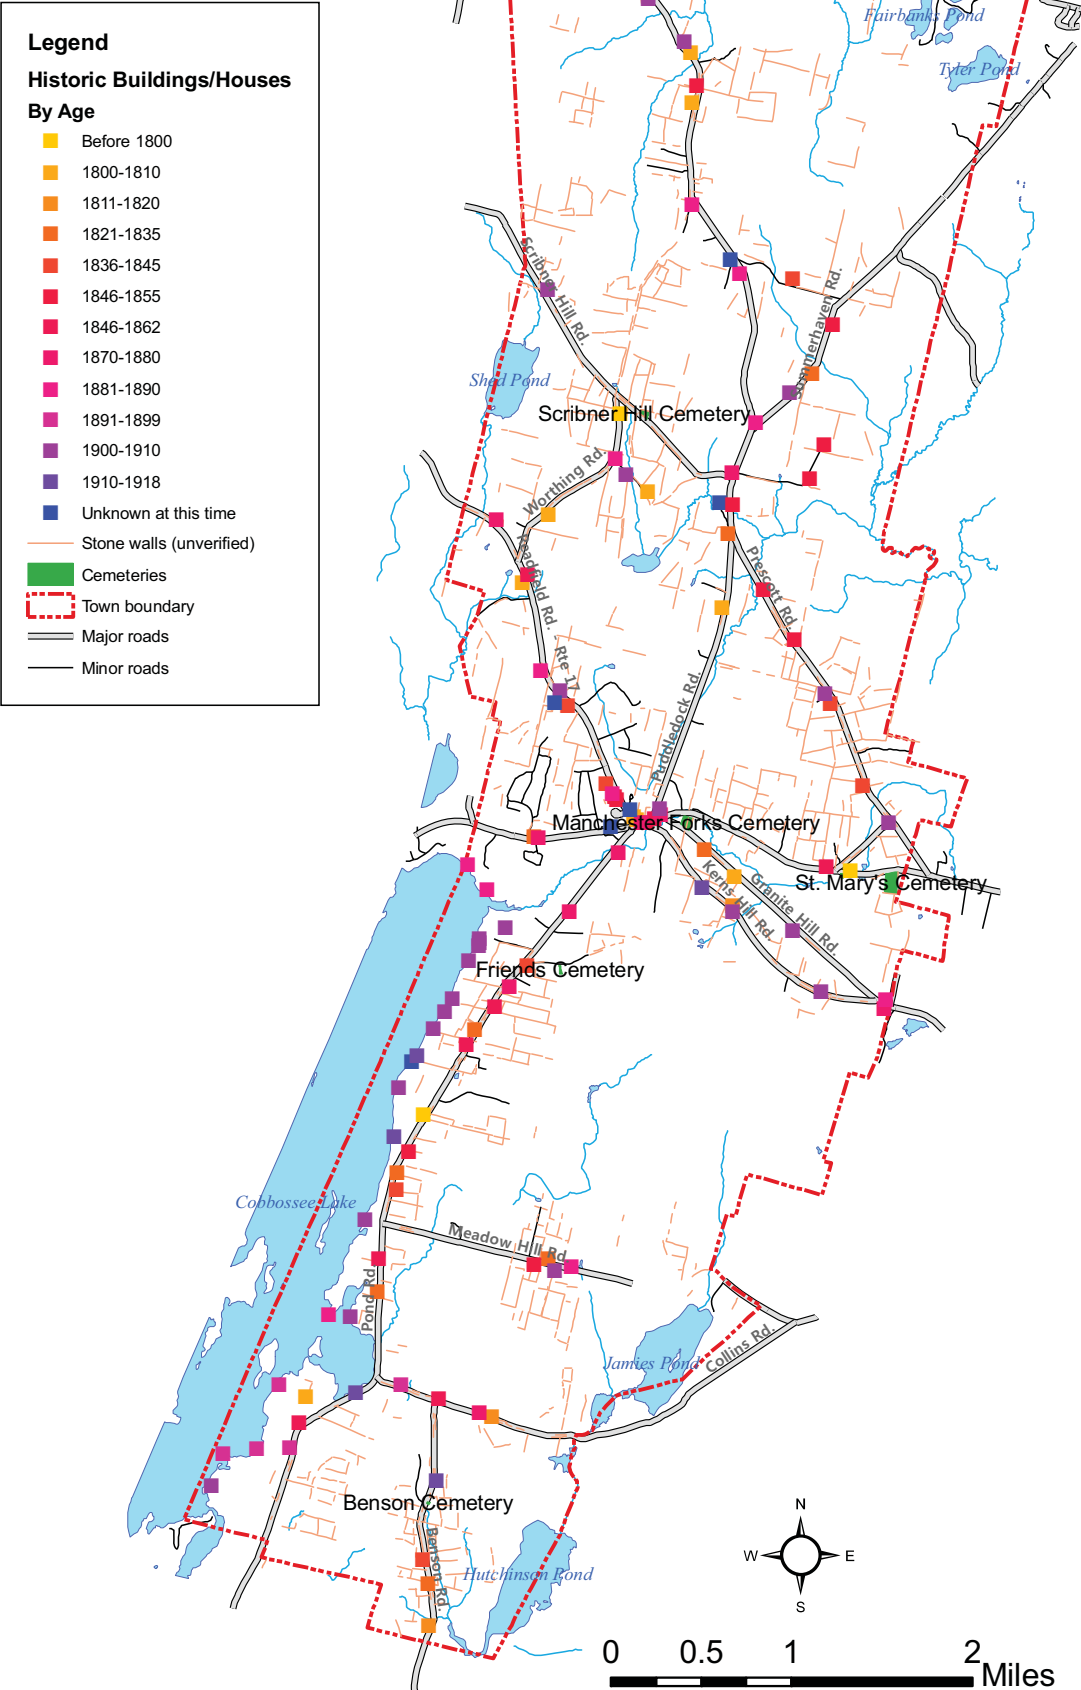 Legend
Historic Buildings/Houses
By Age
Before 1800
1800-1810
1811-1820
1821-1835
1836-1845
1846-1855
1846-1862
1870-1880
1881-1890
1891-1899
1900-1910
1910-1918
Unknown at this time
Stone walls (unverified)
Cemeteries
Town boundary
Major roads
Minor roads
Fairbanks Pond
Tyler Pond
Scribner Hill Rd.
Summerhaven Rd.
Shed Pond
Scribner Hill Cemetery
Worthing Rd.
Readfield Rd. - Rte 17
Prescott Rd.
Puddledock Rd.
Manchester Forks Cemetery
St. Mary's Cemetery
Kerns Hill Rd.
Granite Hill Rd.
Friends Cemetery
Cobbossee Lake
Meadow Hill Rd.
Pond Rd.
Jamies Pond
Collins Rd.
Benson Cemetery
Benson Rd.
Hutchinson Pond
N
W E
S
0 0.5 1 2
Miles